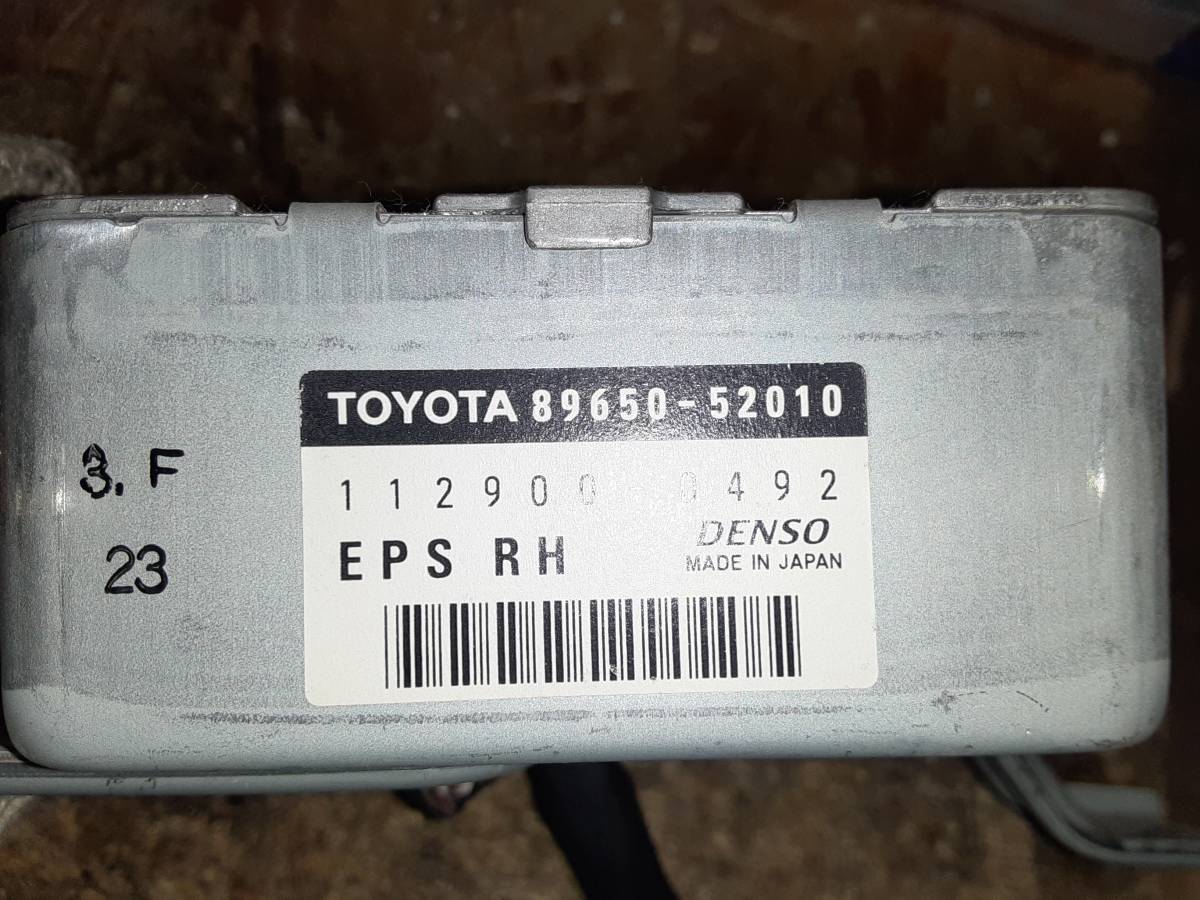 TOYOTA 89650-52010
112900-0492
EPS RH
DENSO
MADE IN JAPAN
3. F
23